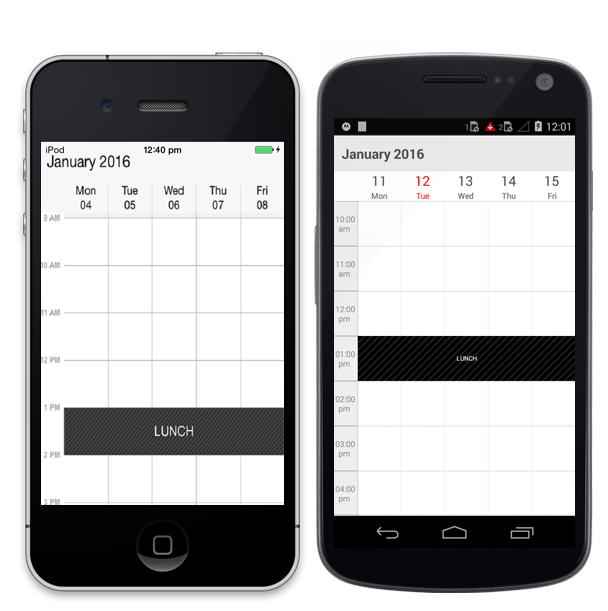 iPod 12:40 pm
January 2016
Mon Tue Wed Thu Fri
04 05 06 07 08
9 AM
10 AM
11 AM
12 PM
1 PM
LUNCH
2 PM
3 PM
1 2 12:01
January 2016
11 12 13 14 15
Mon Tue Wed Thu Fri
10:00
am
11:00
am
12:00
pm
01:00
pm
LUNCH
02:00
pm
03:00
pm
04:00
pm